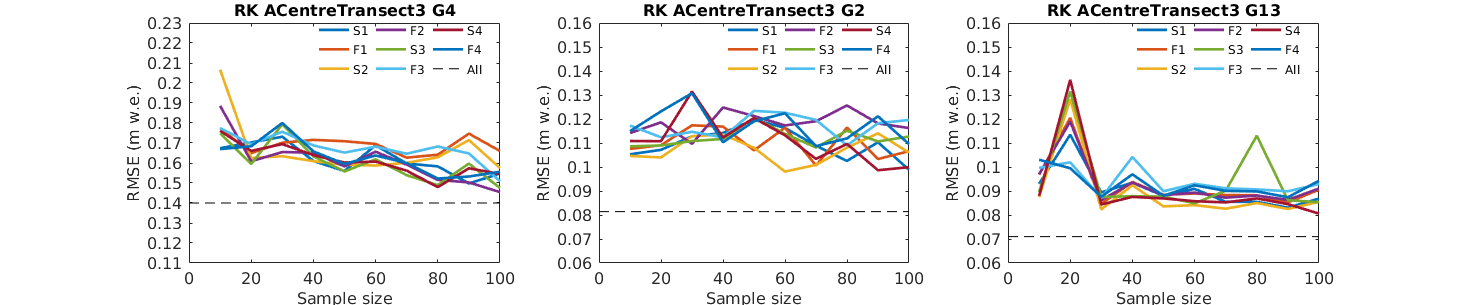 RK ACentreTransect3 G4
0.23
0.22
0.21
0.2
0.19
0.18
0.17
0.16
0.15
0.14
0.13
0.12
0.11
RMSE (m w.e.)
S1 F2 S4
F1 S3 F4
S2 F3 All
0 20 40 60 80 100
Sample size
RK ACentreTransect3 G2
0.16
0.15
0.14
0.13
0.12
0.11
0.1
0.09
0.08
0.07
0.06
RMSE (m w.e.)
S1 F2 S4
F1 S3 F4
S2 F3 All
0 20 40 60 80 100
Sample size
RK ACentreTransect3 G13
0.16
0.15
0.14
0.13
0.12
0.11
0.1
0.09
0.08
0.07
0.06
RMSE (m w.e.)
S1 F2 S4
F1 S3 F4
S2 F3 All
0 20 40 60 80 100
Sample size